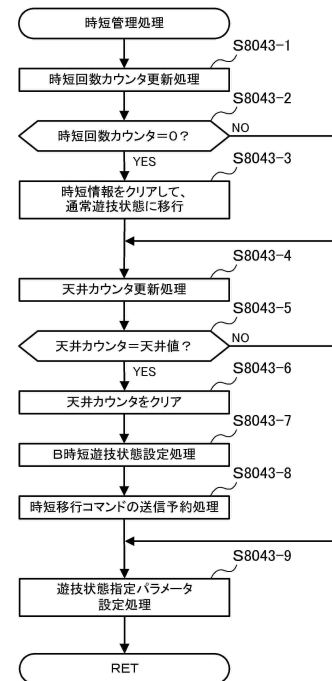 時短管理処理
S8043-1
時短回数カウンタ更新処理
S8043-2
時短回数カウンタ=0?
NO
YES
S8043-3
時短情報をクリアして、
通常遊技状態に移行
S8043-4
天井カウンタ更新処理
S8043-5
天井カウンタ=天井値?
NO
YES
S8043-6
天井カウンタをクリア
S8043-7
B時短遊技状態設定処理
S8043-8
時短移行コマンドの送信予約処理
S8043-9
遊技状態指定パラメータ
設定処理
RET